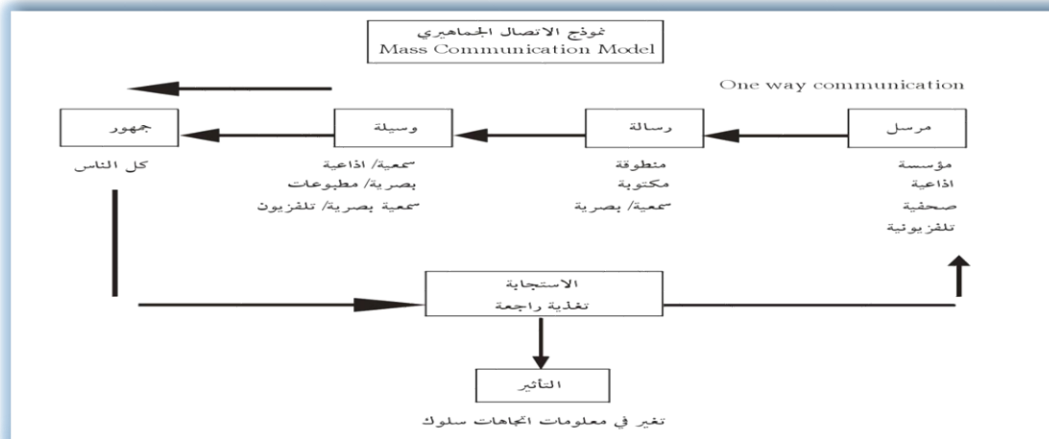 نموذج الاتصال الجماهيري
Mass Communication Model
One way communication
مرسل
مؤسسة
اذاعية
صحفية
تلفزيونية
رسالة
منطوقة
مكتوبة
سمعية/ بصرية
وسيلة
سمعية/ اذاعية
بصرية/ مطبوعات
سمعية بصرية/ تلفزيون
جمهور
كل الناس
الاستجابة
تغذية راجعة
التأثير
تغير في معلومات اتجاهات سلوك